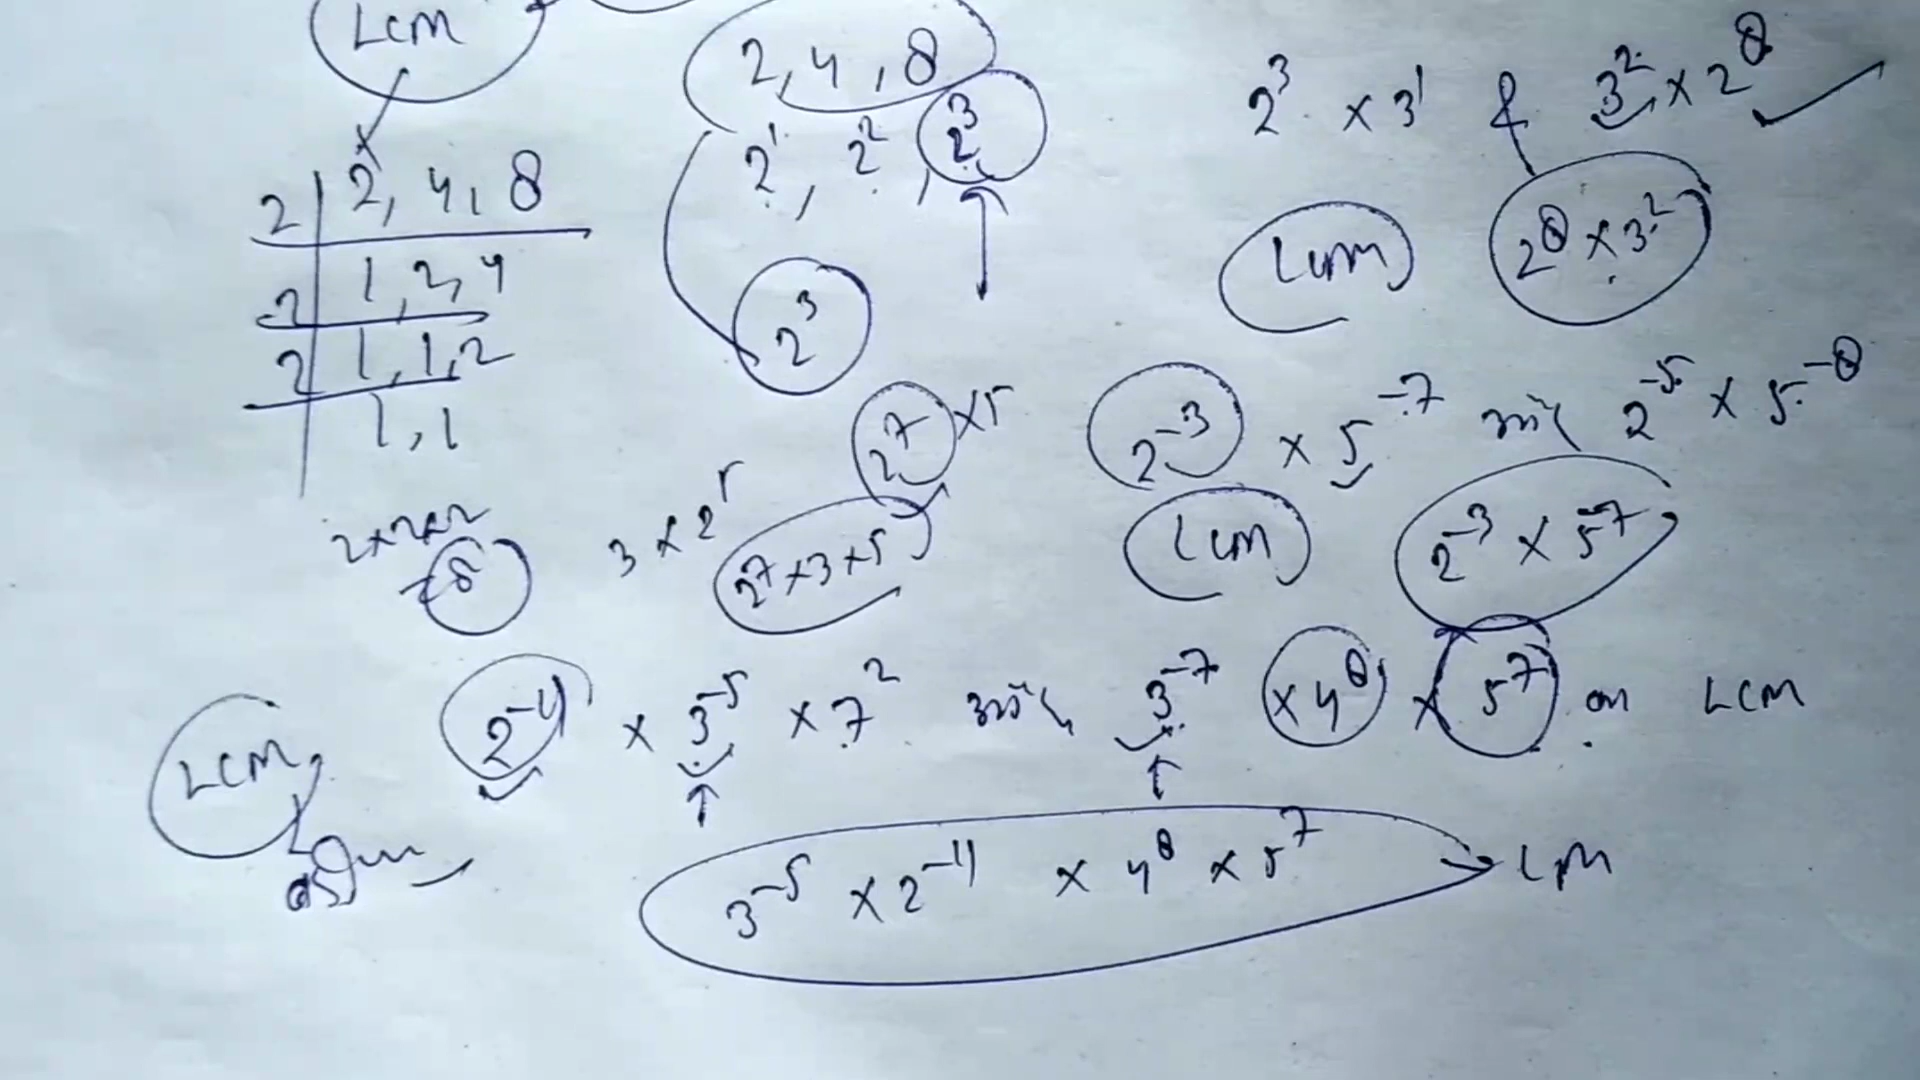 LCM
2, 4, 8
2¹, 2², 2³
2³
2 | 2, 4, 8
2 | 1, 2, 4
2 | 1, 1, 2
1, 1
2×2×2
=8
2³ × 3¹ & 3² × 2⁸
LCM 2⁸ × 3²
2⁷ × 5
3 × 2⁵
2⁷ × 3 × 5
2⁻³ × 5⁻⁷ और 2⁻⁵ × 5⁻⁸
LCM 2⁻³ × 5⁻⁷
LCM
2⁻⁴ × 3⁻⁵ × 7² और 3⁻⁷ × 4⁸ × 5⁷ का LCM
3⁻⁵ × 2⁻⁴ × 4⁸ × 5⁷ → LCM